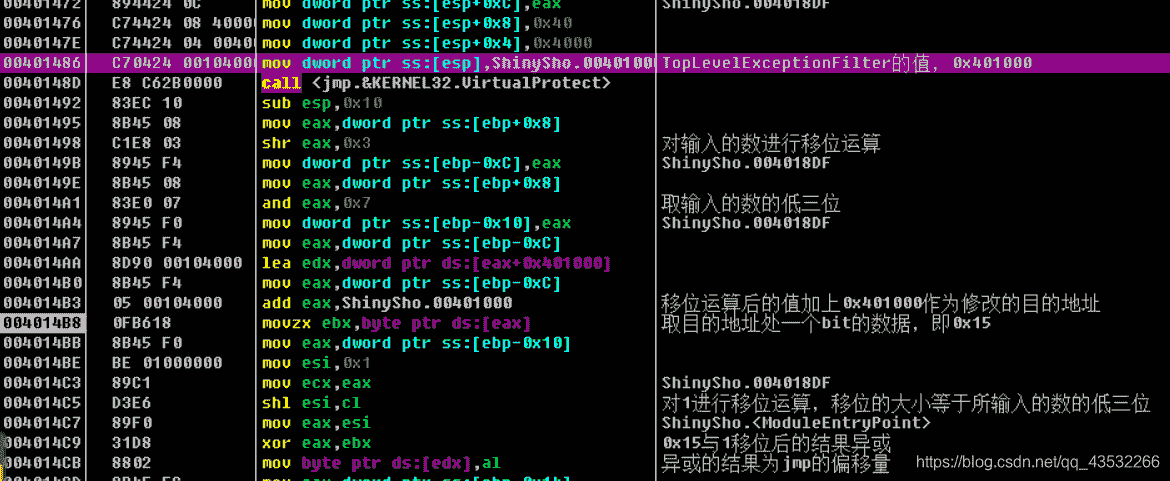 00401472 894424 0C mov dword ptr ss:[esp+0xC],eax ShinySho.004018DF
00401476 C74424 08 40000 mov dword ptr ss:[esp+0x8],0x40
0040147E C74424 04 00400 mov dword ptr ss:[esp+0x4],0x4000
00401486 C70424 00104000 mov dword ptr ss:[esp],ShinySho.00401000 TopLevelExceptionFilter的值，0x401000
0040148D E8 C62B0000 call <jmp.&KERNEL32.VirtualProtect>
00401492 83EC 10 sub esp,0x10
00401495 8B45 08 mov eax,dword ptr ss:[ebp+0x8]
00401498 C1E8 03 shr eax,0x3 对输入的数进行移位运算
0040149B 8945 F4 mov dword ptr ss:[ebp-0xC],eax ShinySho.004018DF
0040149E 8B45 08 mov eax,dword ptr ss:[ebp+0x8]
004014A1 83E0 07 and eax,0x7 取输入的数的低三位
004014A4 8945 F0 mov dword ptr ss:[ebp-0x10],eax ShinySho.004018DF
004014A7 8B45 F4 mov eax,dword ptr ss:[ebp-0xC]
004014AA 8D90 00104000 lea edx,dword ptr ds:[eax+0x401000]
004014B0 8B45 F4 mov eax,dword ptr ss:[ebp-0xC]
004014B3 05 00104000 add eax,ShinySho.00401000 移位运算后的值加上0x401000作为修改的目的地址
004014B8 0FB618 movzx ebx,byte ptr ds:[eax] 取目的地址处一个bit的数据，即0x15
004014BB 8B45 F0 mov eax,dword ptr ss:[ebp-0x10]
004014BE BE 01000000 mov esi,0x1
004014C3 89C1 mov ecx,eax ShinySho.004018DF
004014C5 D3E6 shl esi,cl 对1进行移位运算，移位的大小等于所输入的数的低三位
004014C7 89F0 mov eax,esi ShinySho.<ModuleEntryPoint>
004014C9 31D8 xor eax,ebx 0x15与1移位后的结果异或
004014CB 8802 mov byte ptr ds:[edx],al 异或的结果为jmp的偏移量
https://blog.csdn.net/qq_43532266